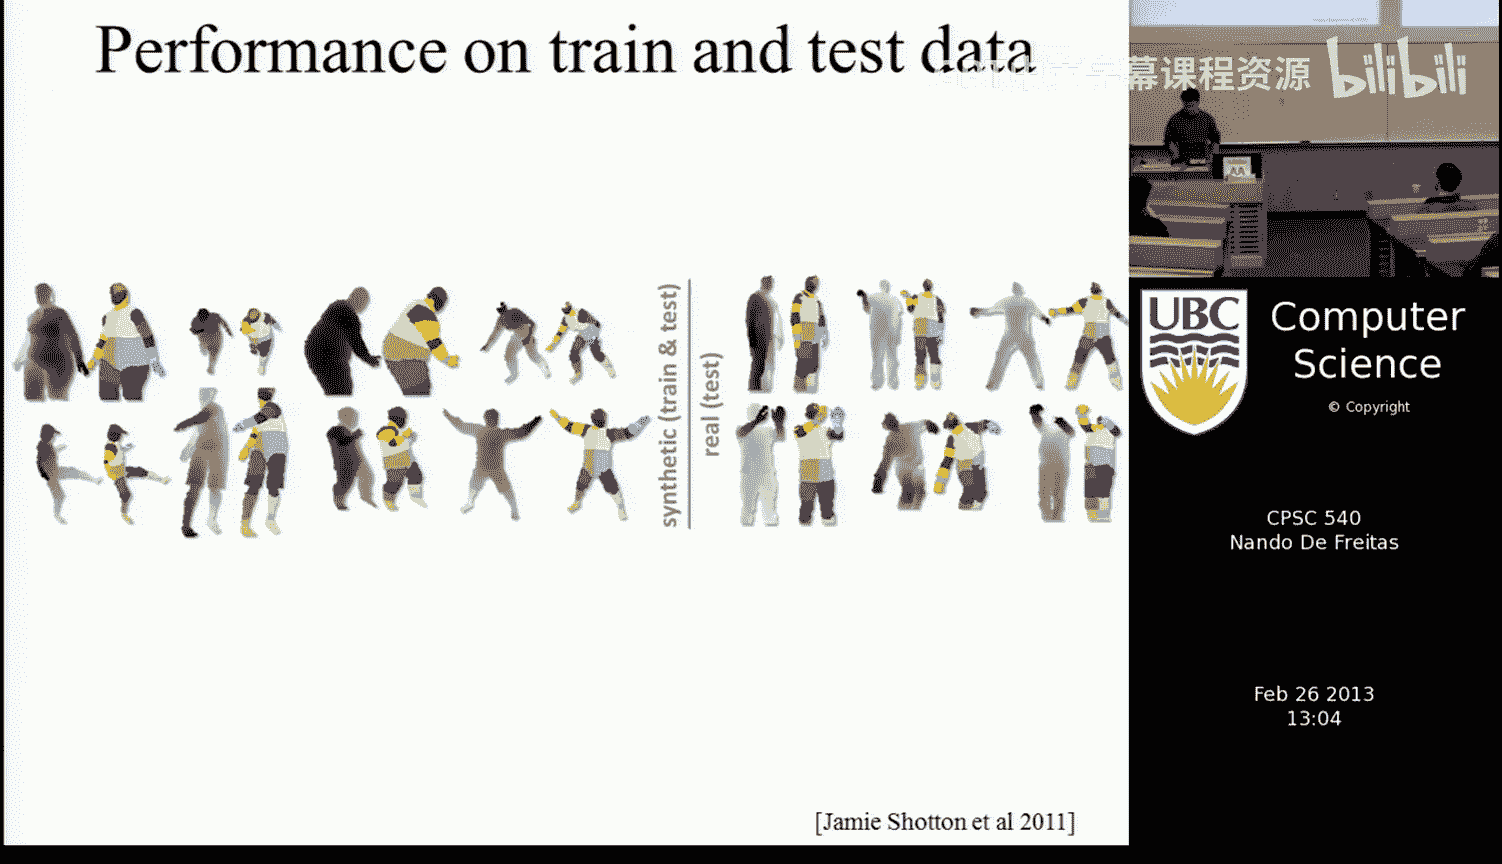 Performance on train and test data
幕课程资源 bilibili
synthetic (train & test)
real (test)
[Jamie Shotton et al 2011]
UBC
Computer
Science
© Copyright
CPSC 540
Nando De Freitas
Feb 26 2013
13:04